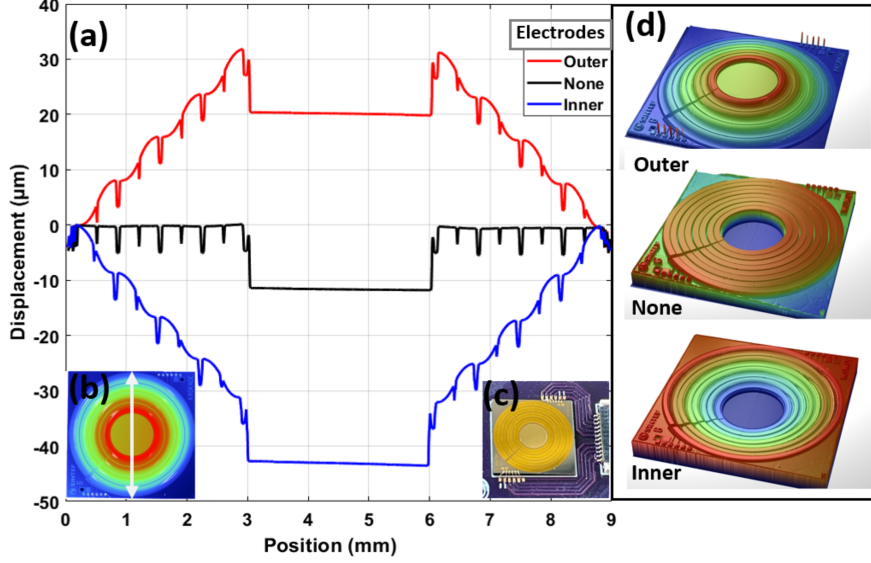 (a)
Electrodes
Outer
None
Inner
40
30
20
10
0
-10
-20
-30
-40
-50
Displacement (µm)
0 1 2 3 4 5 6 7 8 9
Position (mm)
(b)
(c)
(d)
Outer
None
Inner